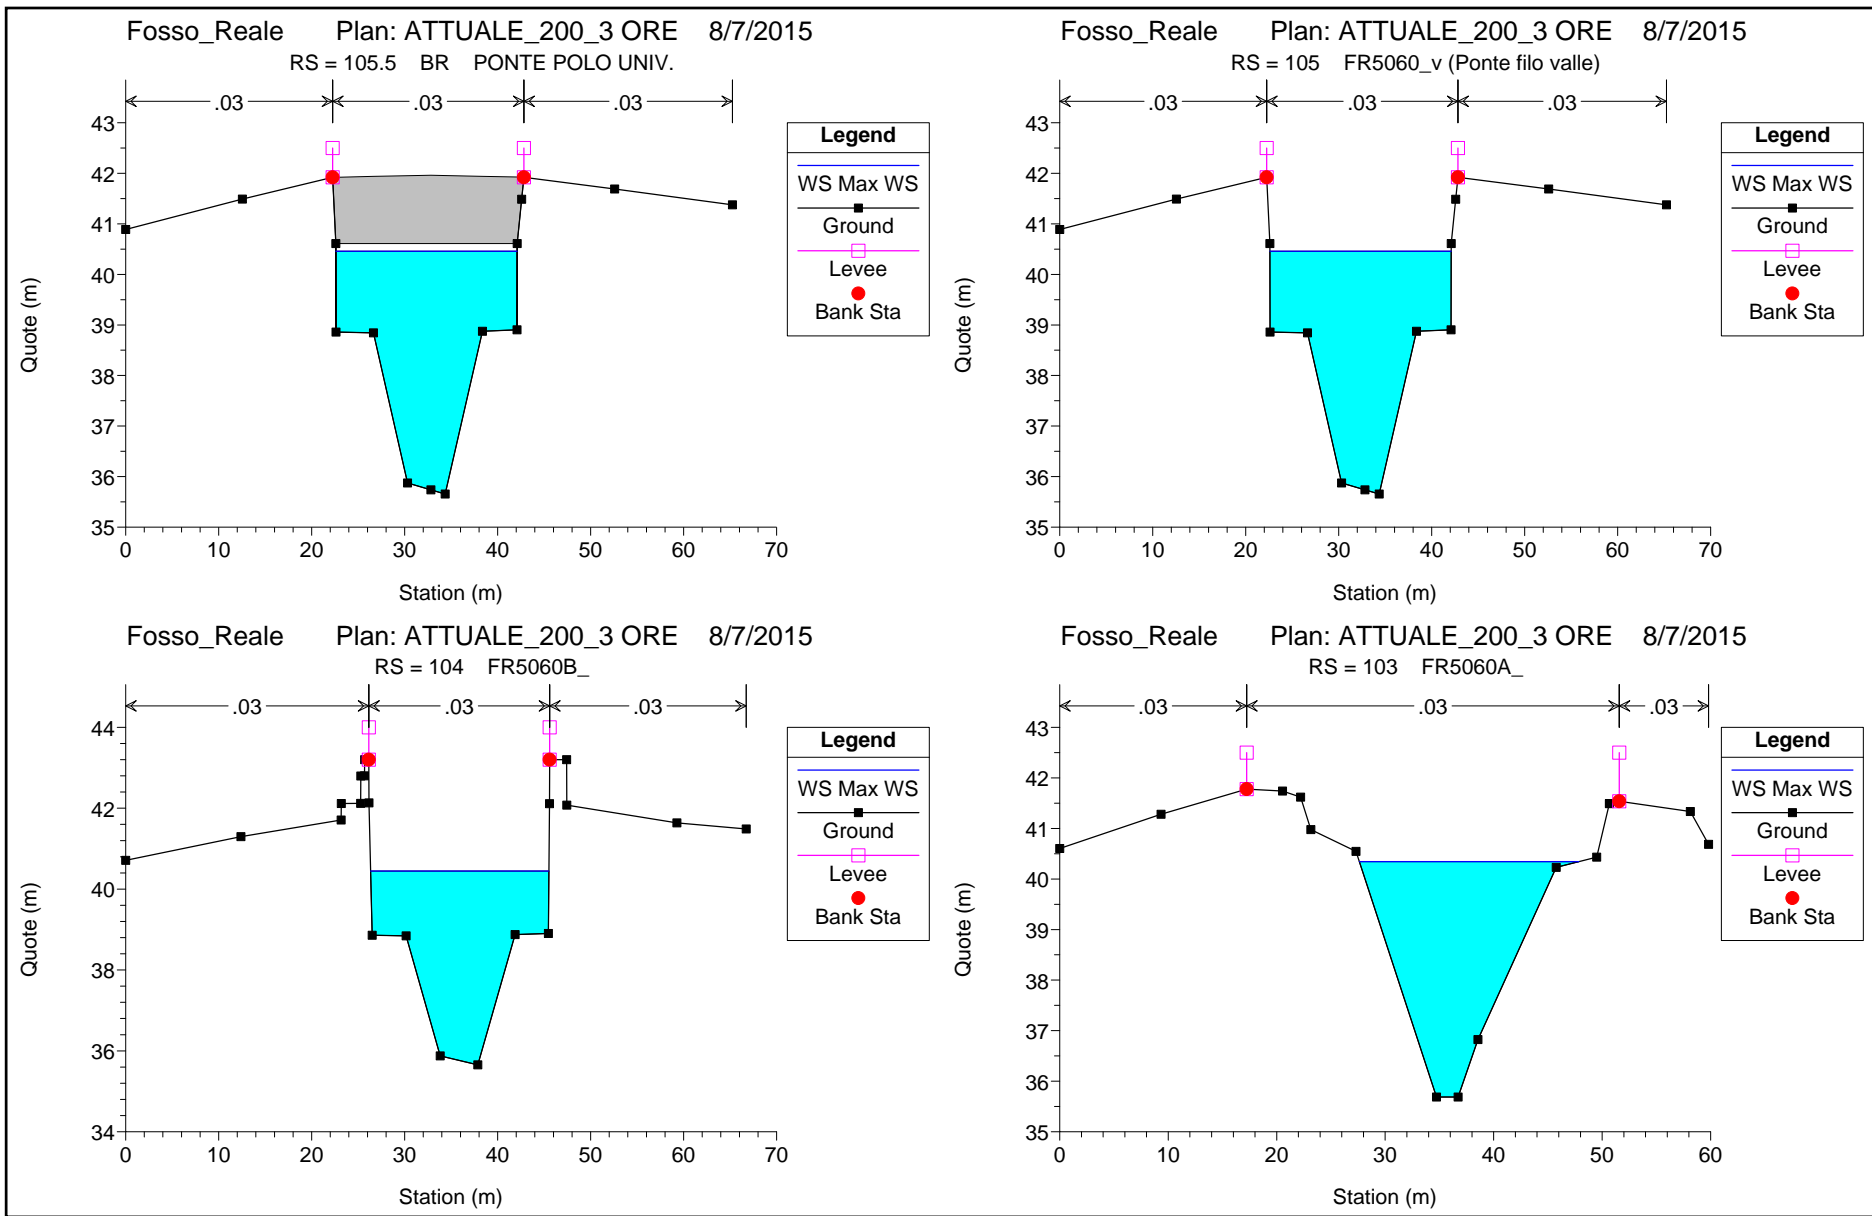 Fosso_Reale Plan: ATTUALE_200_3 ORE 8/7/2015
RS = 105.5 BR PONTE POLO UNIV.
.03 .03 .03
43
42
41
40
39
38
37
36
35
Quote (m)
0 10 20 30 40 50 60 70
Station (m)
Legend
WS Max WS
Ground
Levee
Bank Sta
Fosso_Reale Plan: ATTUALE_200_3 ORE 8/7/2015
RS = 105 FR5060_v (Ponte filo valle)
.03 .03 .03
43
42
41
40
39
38
37
36
35
Quote (m)
0 10 20 30 40 50 60 70
Station (m)
Legend
WS Max WS
Ground
Levee
Bank Sta
Fosso_Reale Plan: ATTUALE_200_3 ORE 8/7/2015
RS = 104 FR5060B_
.03 .03 .03
44
42
40
38
36
34
Quote (m)
0 10 20 30 40 50 60 70
Station (m)
Legend
WS Max WS
Ground
Levee
Bank Sta
Fosso_Reale Plan: ATTUALE_200_3 ORE 8/7/2015
RS = 103 FR5060A_
.03 .03 .03
43
42
41
40
39
38
37
36
35
Quote (m)
0 10 20 30 40 50 60
Station (m)
Legend
WS Max WS
Ground
Levee
Bank Sta